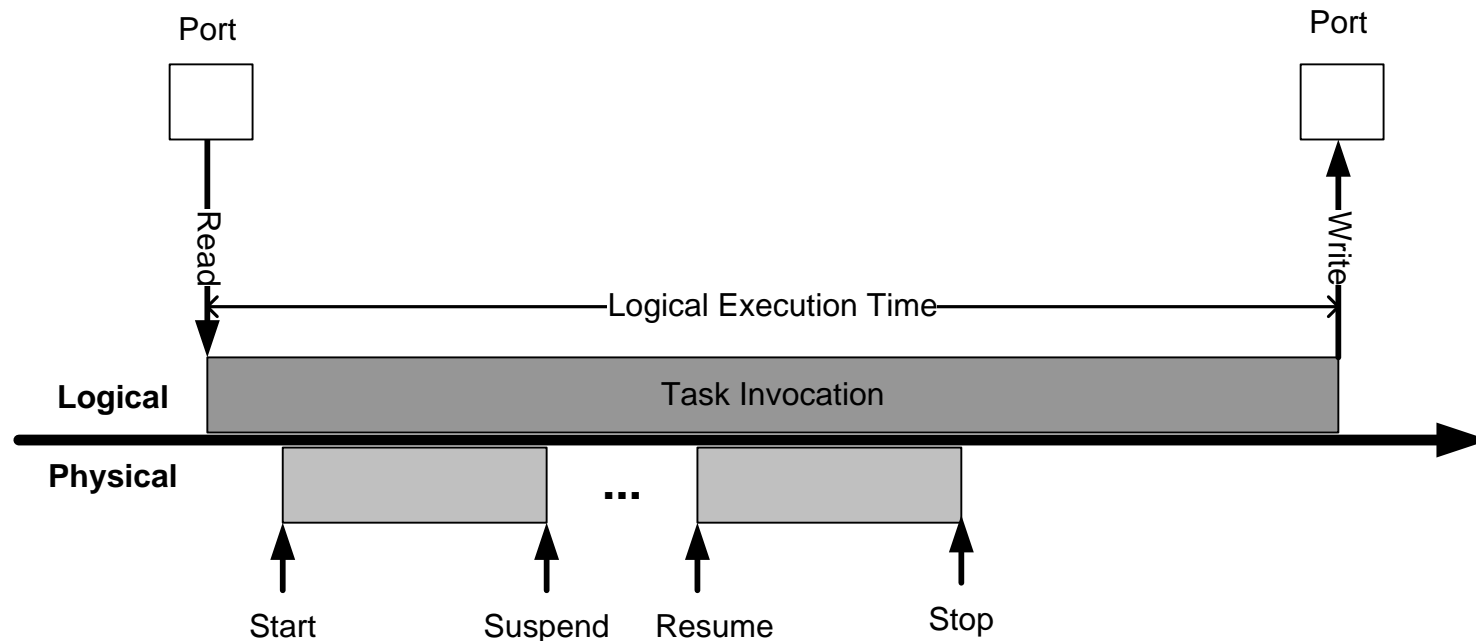 Port
Port
Read
Write
Logical Execution Time
Task Invocation
Logical
Physical
...
Start
Suspend
Resume
Stop